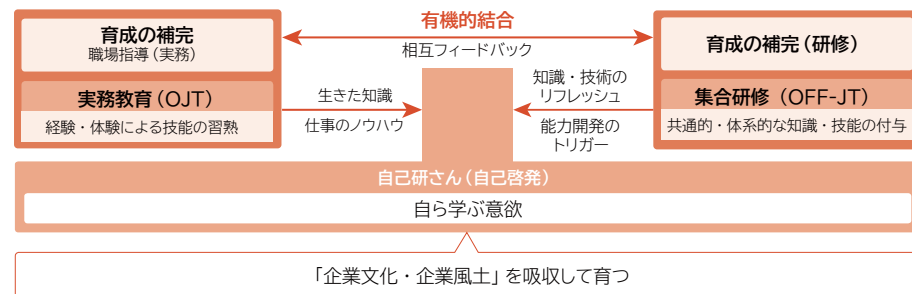 育成の補完
職場指導(実務)
実務教育(OJT)
経験・体験による技能の習熟
有機的結合
相互フィードバック
生きた知識
仕事のノウハウ
知識・技術の
リフレッシュ
能力開発の
トリガー
育成の補完(研修)
集合研修(OFF-JT)
共通的・体系的な知識・技能の付与
自己研さん(自己啓発)
自ら学ぶ意欲
「企業文化・企業風土」を吸収して育つ